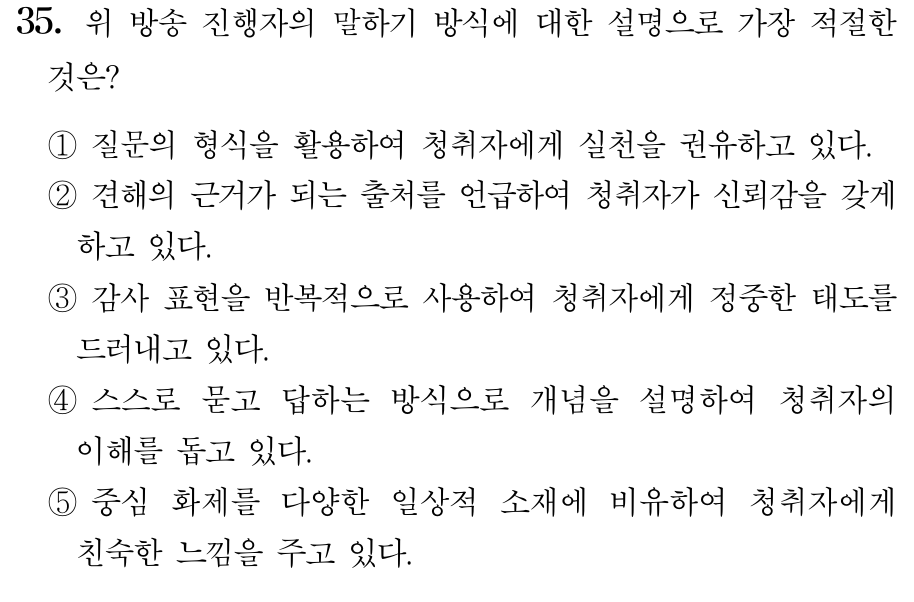 35. 위 방송 진행자의 말하기 방식에 대한 설명으로 가장 적절한
것은?
① 질문의 형식을 활용하여 청취자에게 실천을 권유하고 있다.
② 견해의 근거가 되는 출처를 언급하여 청취자가 신뢰감을 갖게
하고 있다.
③ 감사 표현을 반복적으로 사용하여 청취자에게 정중한 태도를
드러내고 있다.
④ 스스로 묻고 답하는 방식으로 개념을 설명하여 청취자의
이해를 돕고 있다.
⑤ 중심 화제를 다양한 일상적 소재에 비유하여 청취자에게
친숙한 느낌을 주고 있다.